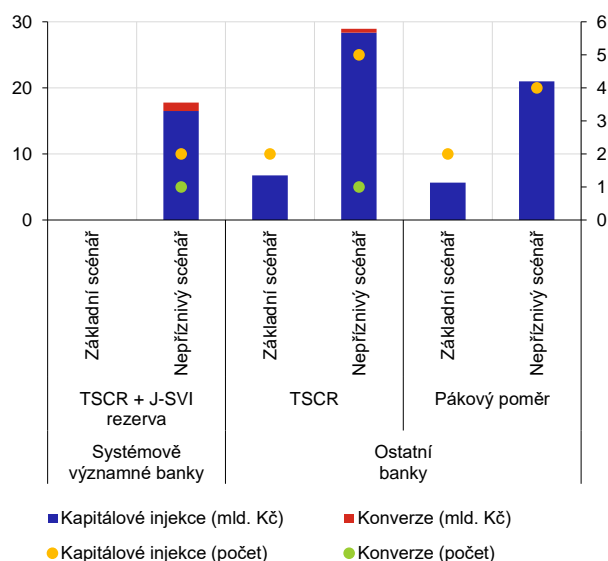 30
20
10
0
6
5
4
3
2
1
0
Základní scénář
Nepříznivý scénář
Základní scénář
Nepříznivý scénář
Základní scénář
Nepříznivý scénář
TSCR + J-SVI
rezerva
TSCR
Pákový poměr
Systémově
významné banky
Ostatní
banky
Kapitálové injekce (mld. Kč)
Konverze (mld. Kč)
Kapitálové injekce (počet)
Konverze (počet)